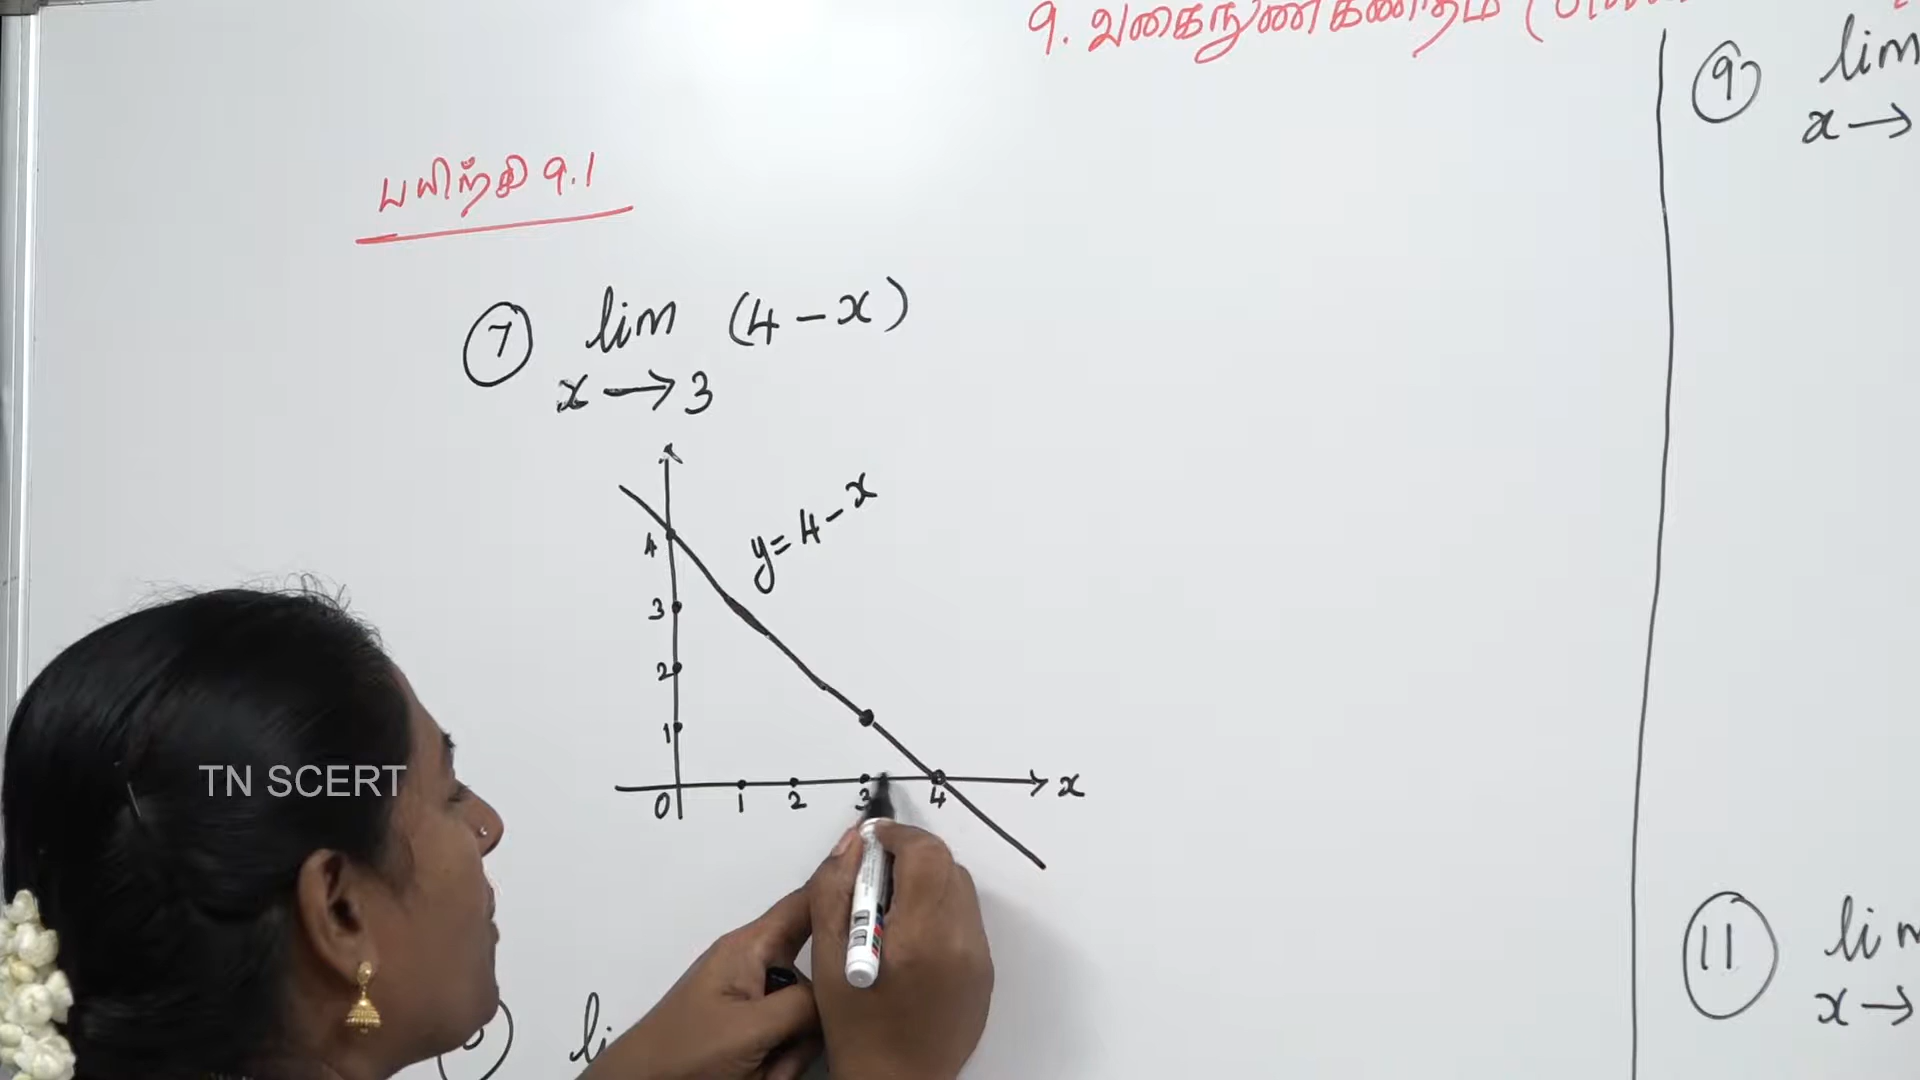 9. வகைநுண்கணிதம் (
பயிற்சி 9.1
7 lim (4-x)
x → 3
y=4-x
4
3
2
1
0 1 2 3 4 x
TN SCERT
li
9 lim
x →
11 lim
x →